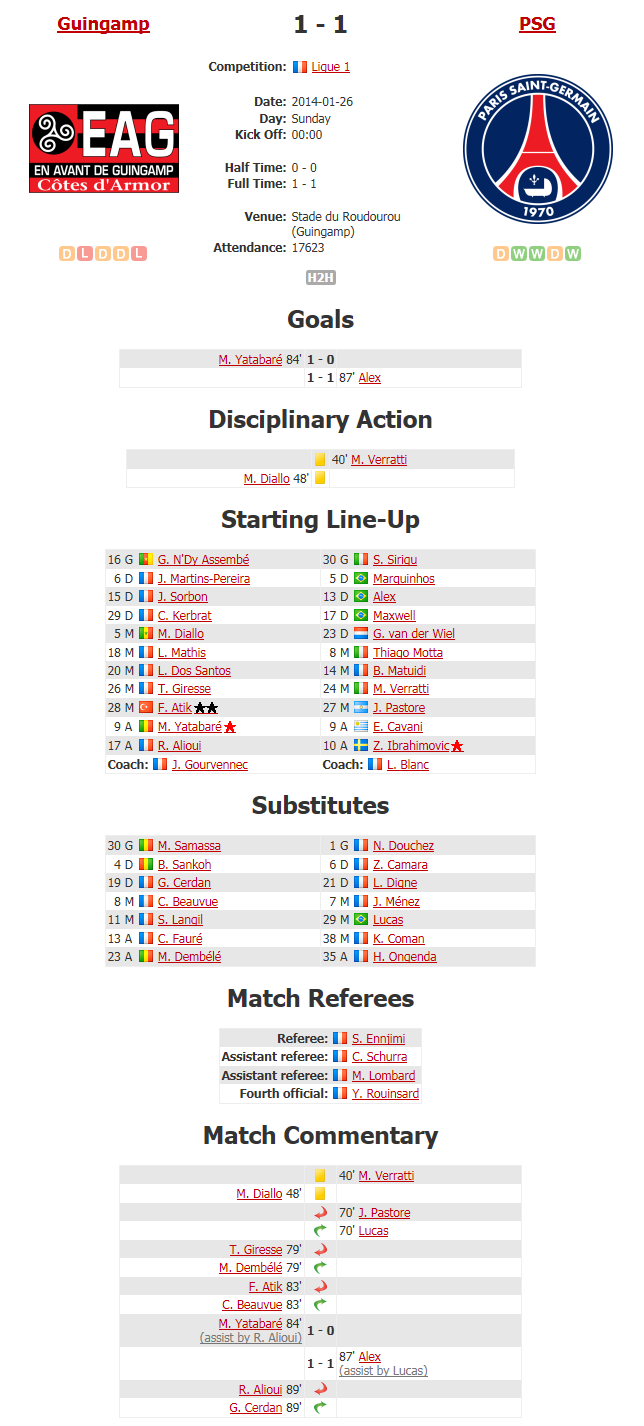 Guingamp 1 - 1 PSG
Competition: Ligue 1
Date: 2014-01-26
Day: Sunday
Kick Off: 00:00
Half Time: 0 - 0
Full Time: 1 - 1
Venue: Stade du Roudourou
(Guingamp)
Attendance: 17623
EAG
EN AVANT DE GUINGAMP
Côtes d'Armor
PARIS SAINT-GERMAIN
1970
D L D D L
D W W D W
H2H
Goals
M. Yatabaré 84' 1 - 0
1 - 1 87' Alex
Disciplinary Action
40' M. Verratti
M. Diallo 48'
Starting Line-Up
16 G G. N'Dy Assembé 30 G S. Sirigu
6 D J. Martins-Pereira 5 D Marquinhos
15 D J. Sorbon 13 D Alex
29 D C. Kerbrat 17 D Maxwell
5 M M. Diallo 23 D G. van der Wiel
18 M L. Mathis 8 M Thiago Motta
20 M L. Dos Santos 14 M B. Matuidi
26 M T. Giresse 24 M M. Verratti
28 M F. Atik 27 M J. Pastore
9 A M. Yatabaré 9 A E. Cavani
17 A R. Alioui 10 A Z. Ibrahimovic
Coach: J. Gourvennec Coach: L. Blanc
Substitutes
30 G M. Samassa 1 G N. Douchez
4 D B. Sankoh 6 D Z. Camara
19 D G. Cerdan 21 D L. Digne
8 M C. Beauvue 7 M J. Ménez
11 M S. Langil 29 M Lucas
13 A C. Fauré 38 M K. Coman
23 A M. Dembélé 35 A H. Ongenda
Match Referees
Referee: S. Ennjimi
Assistant referee: C. Schurra
Assistant referee: M. Lombard
Fourth official: Y. Rouinsard
Match Commentary
40' M. Verratti
M. Diallo 48'
70' J. Pastore
70' Lucas
T. Giresse 79'
M. Dembélé 79'
F. Atik 83'
C. Beauvue 83'
M. Yatabaré 84' 1 - 0
(assist by R. Alioui)
1 - 1 87' Alex
(assist by Lucas)
R. Alioui 89'
G. Cerdan 89'